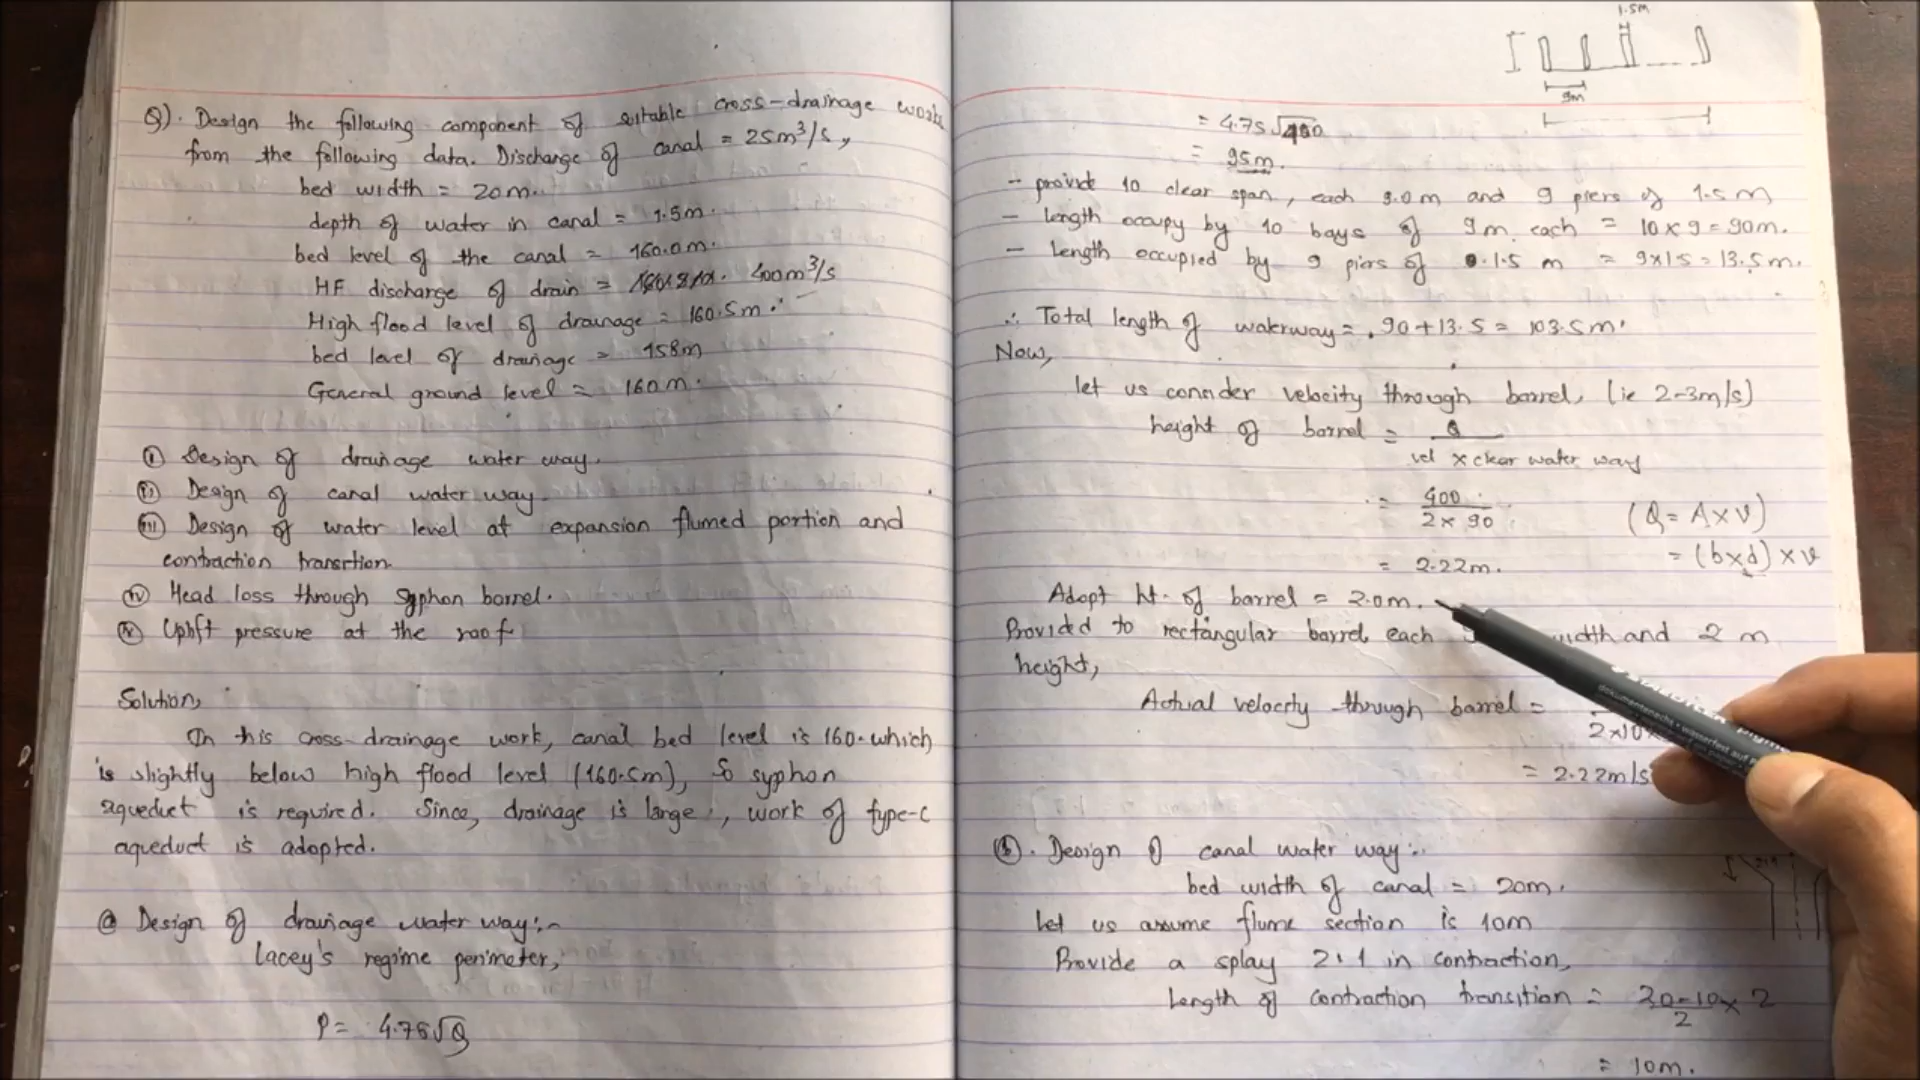 Q). Design the following component of suitable cross-drainage work
from the following data. Discharge of canal = 25m³/s,
bed width = 20m.
depth of water in canal = 1.5m.
bed level of the canal = 160.0m.
HF discharge of drain = 400m³/s
High flood level of drainage = 160.5m.
bed level of drainage = 158m
General ground level = 160m.
(i) Design of drainage water way.
(ii) Design of canal water way.
(iii) Design of water level at expansion flumed portion and
contraction transition.
(iv) Head loss through syphon barrel.
Uplift pressure at the roof
Solution,
In this cross-drainage work, canal bed level is 160. which
is slightly below high flood level (160.5m), so syphon
aqueduct is required. Since, drainage is large, work of type-C
aqueduct is adopted.
(a) Design of drainage water way:-
Lacey's regime perimeter,
P = 4.75√Q
1.5m
9m
= 4.75√400
= 95m.
- provide 10 clear span, each 9.0m and 9 piers of 1.5m
- length occupy by 10 bays of 9m each = 10×9=90m.
- Length occupied by 9 piers of 1.5 m = 9×1.5=13.5m.
∴ Total length of waterway = 90+13.5 = 103.5m.
Now,
let us consider velocity through barrel, (ie 2-3m/s)
height of barrel = Q
vel × clear water way
= 400
2×90
(Q = A×V)
= 2.22m.
= (b×d)×v
Adopt ht. of barrel = 2.0m.
Provided to rectangular barrel each width and 2 m
height,
Actual velocity through barrel =
2×10
= 2.22m/s
(b). Design of canal water way:-
bed width of canal = 20m.
Let us assume flume section is 10m
Provide a splay 2:1 in contraction,
Length of contraction transition = 20-10 × 2
2
= 10m.